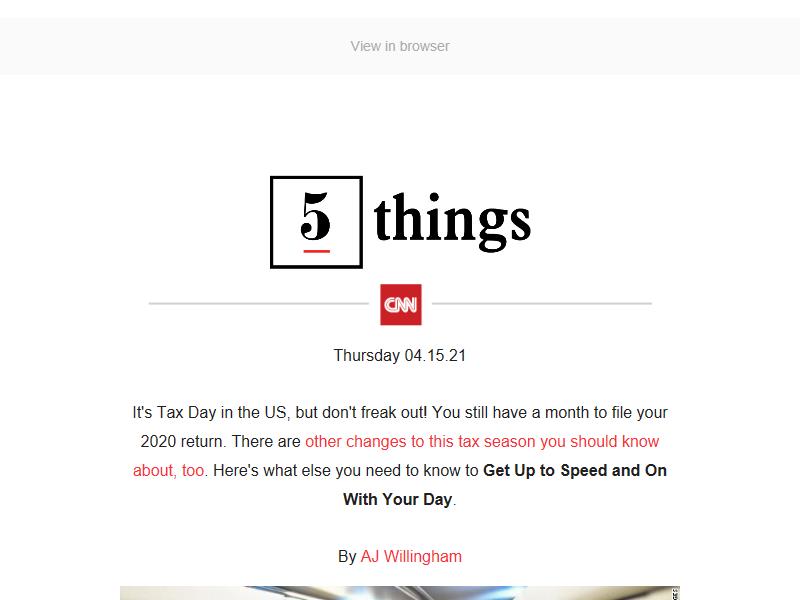 View in browser
5 things
CNN
Thursday 04.15.21
It's Tax Day in the US, but don't freak out! You still have a month to file your
2020 return. There are other changes to this tax season you should know
about, too. Here's what else you need to know to Get Up to Speed and On
With Your Day.
By AJ Willingham